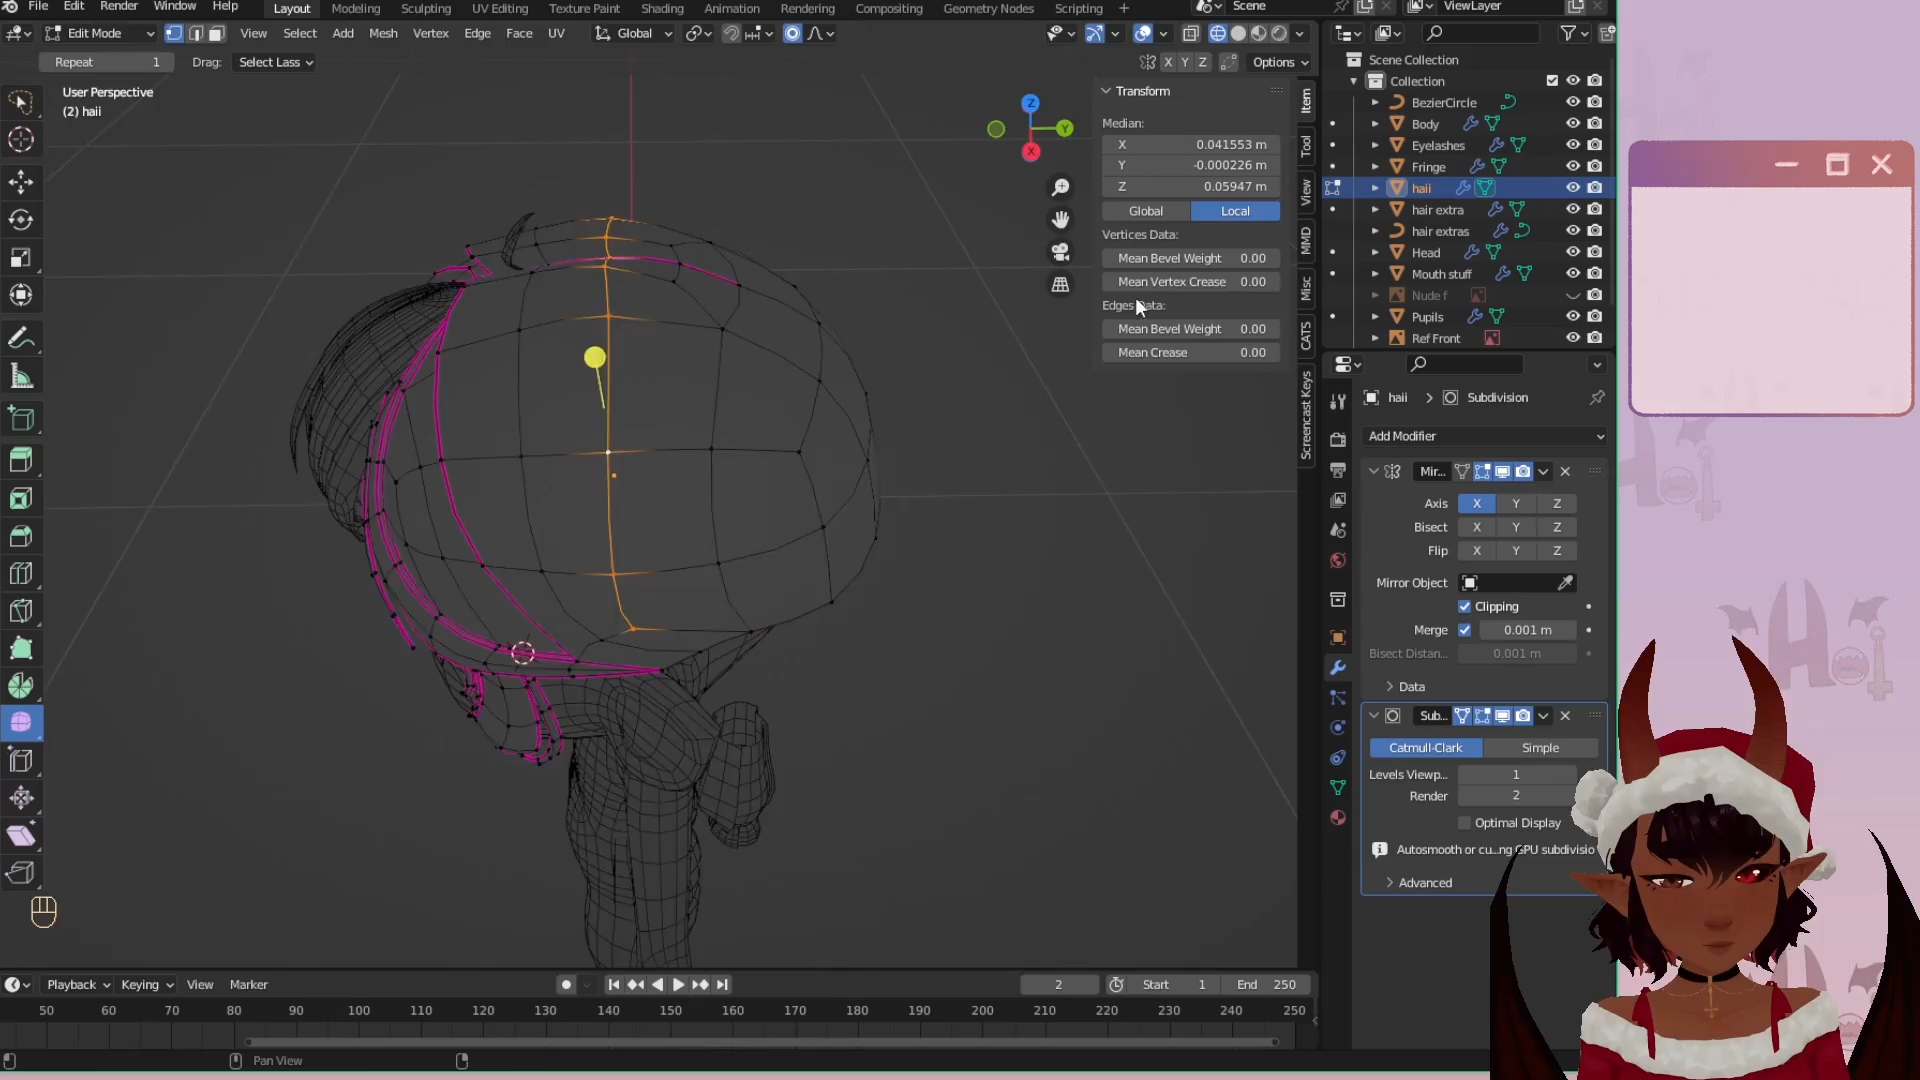 File Edit Render Window Help Layout Modeling Sculpting UV Editing Texture Paint Shading Animation Rendering Compositing Geometry Nodes Scripting + Scene ViewLayer
Edit Mode View Select Add Mesh Vertex Edge Face UV Global
Repeat 1 Drag: Select Lass X Y Z Options
User Perspective
(2) haii
Z
Y
X
Transform
Median:
X 0.041553 m
Y -0.000226 m
Z 0.05947 m
Global Local
Vertices Data:
Mean Bevel Weight 0.00
Mean Vertex Crease 0.00
Edges Data:
Mean Bevel Weight 0.00
Mean Crease 0.00
Item
Tool
View
MMD
Misc
CATS
Screencast Keys
Scene Collection
Collection
BezierCircle
Body
Eyelashes
Fringe
haii
hair extra
hair extras
Head
Mouth stuff
Nude f
Pupils
Ref Front
haii > Subdivision
Add Modifier
Mir...
Axis X Y Z
Bisect X Y Z
Flip X Y Z
Mirror Object
Clipping
Merge 0.001 m
Bisect Distan... 0.001 m
Data
Sub...
Catmull-Clark Simple
Levels Viewp... 1
Render 2
Optimal Display
Autosmooth or cu...ng GPU subdivisio
Advanced
Playback Keying View Marker 2 Start 1 End 250
50 60 70 80 90 100 110 120 130 140 150 160 170 180 190 200 210 220 230 240 250
Pan View